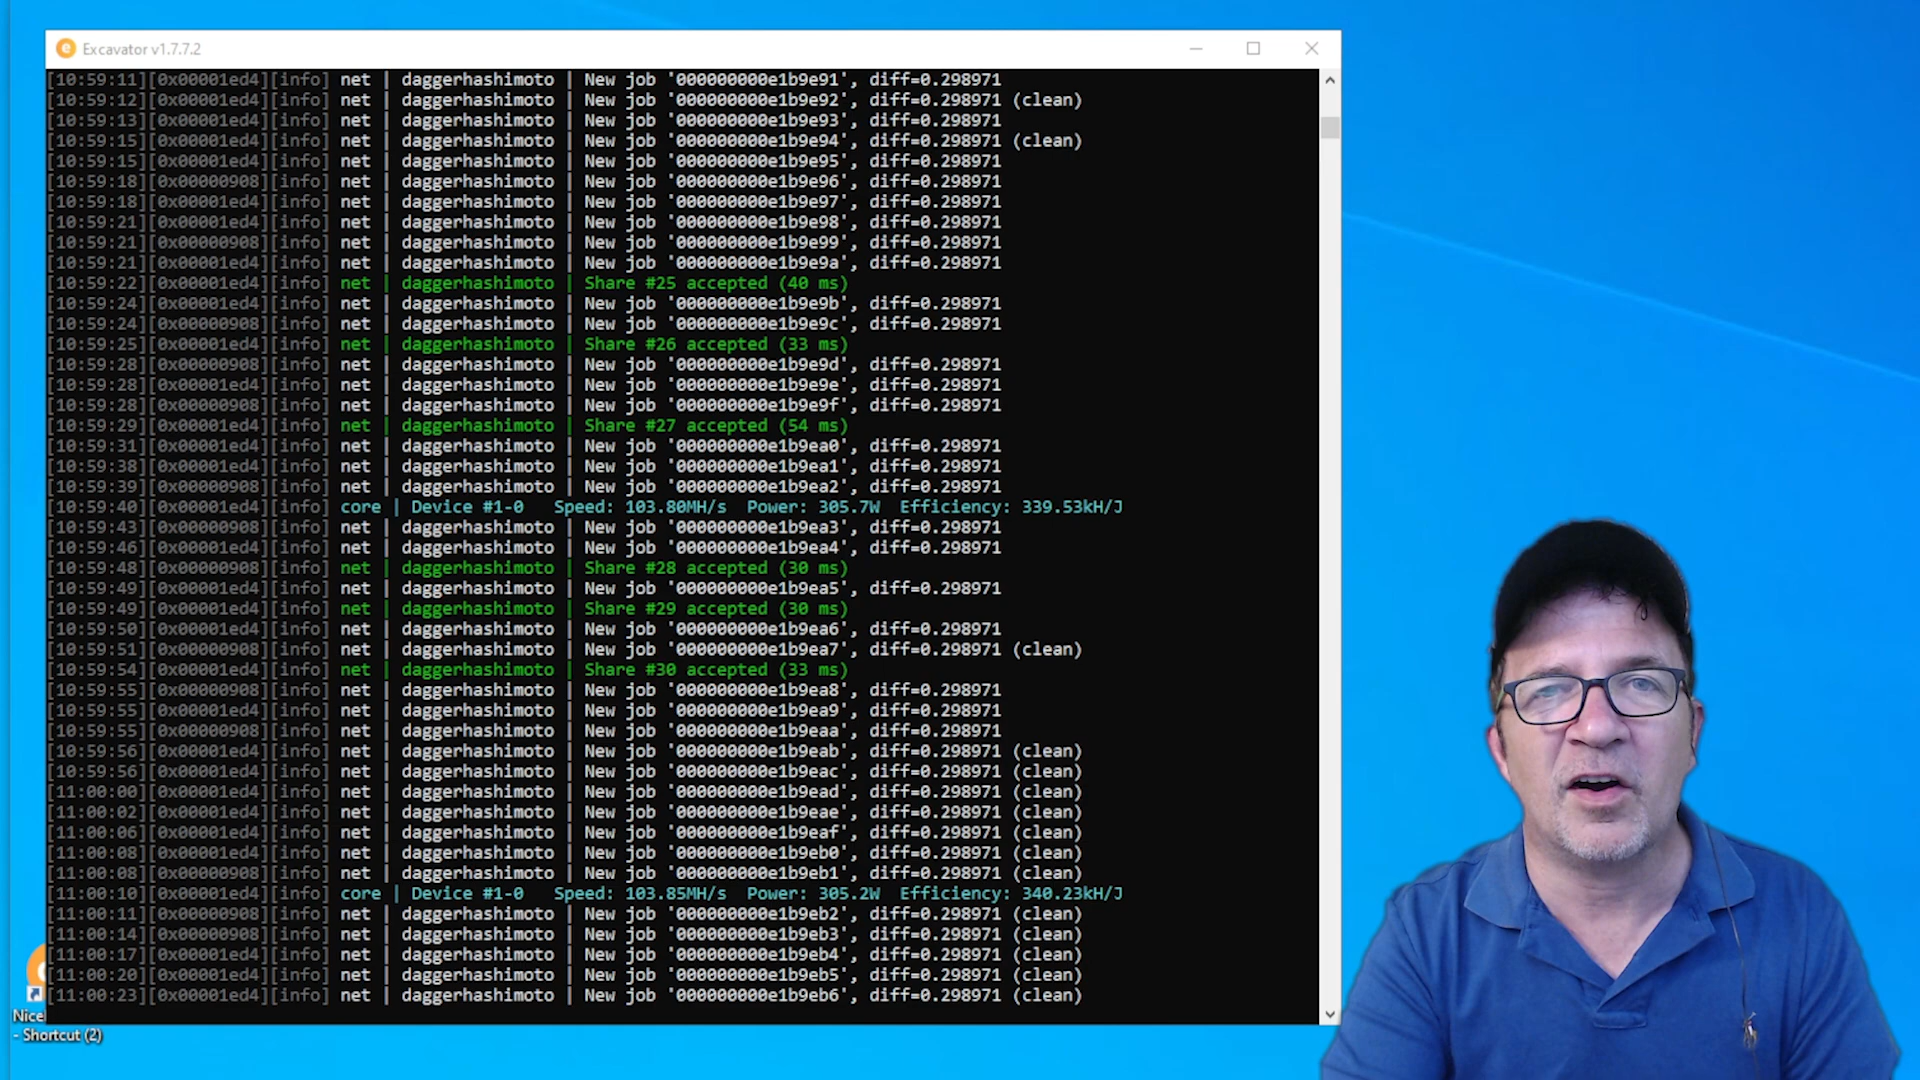 Excavator v1.7.7.2
[10:59:11][0x00001ed4][info] net | daggerhashimoto | New job '000000000e1b9e91', diff=0.298971
[10:59:12][0x00001ed4][info] net | daggerhashimoto | New job '000000000e1b9e92', diff=0.298971 (clean)
[10:59:13][0x00001ed4][info] net | daggerhashimoto | New job '000000000e1b9e93', diff=0.298971
[10:59:15][0x00001ed4][info] net | daggerhashimoto | New job '000000000e1b9e94', diff=0.298971 (clean)
[10:59:15][0x00001ed4][info] net | daggerhashimoto | New job '000000000e1b9e95', diff=0.298971
[10:59:18][0x00000908][info] net | daggerhashimoto | New job '000000000e1b9e96', diff=0.298971
[10:59:18][0x00001ed4][info] net | daggerhashimoto | New job '000000000e1b9e97', diff=0.298971
[10:59:21][0x00001ed4][info] net | daggerhashimoto | New job '000000000e1b9e98', diff=0.298971
[10:59:21][0x00000908][info] net | daggerhashimoto | New job '000000000e1b9e99', diff=0.298971
[10:59:21][0x00001ed4][info] net | daggerhashimoto | New job '000000000e1b9e9a', diff=0.298971
[10:59:22][0x00001ed4][info] net | daggerhashimoto | Share #25 accepted (40 ms)
[10:59:24][0x00001ed4][info] net | daggerhashimoto | New job '000000000e1b9e9b', diff=0.298971
[10:59:24][0x00000908][info] net | daggerhashimoto | New job '000000000e1b9e9c', diff=0.298971
[10:59:25][0x00001ed4][info] net | daggerhashimoto | Share #26 accepted (33 ms)
[10:59:28][0x00000908][info] net | daggerhashimoto | New job '000000000e1b9e9d', diff=0.298971
[10:59:28][0x00001ed4][info] net | daggerhashimoto | New job '000000000e1b9e9e', diff=0.298971
[10:59:28][0x00000908][info] net | daggerhashimoto | New job '000000000e1b9e9f', diff=0.298971
[10:59:29][0x00001ed4][info] net | daggerhashimoto | Share #27 accepted (54 ms)
[10:59:31][0x00001ed4][info] net | daggerhashimoto | New job '000000000e1b9ea0', diff=0.298971
[10:59:38][0x00001ed4][info] net | daggerhashimoto | New job '000000000e1b9ea1', diff=0.298971
[10:59:39][0x00000908][info] net | daggerhashimoto | New job '000000000e1b9ea2', diff=0.298971
[10:59:40][0x00000908][info] core | Device #1-0 Speed: 103.80MH/s Power: 305.7W Efficiency: 339.53kH/J
[10:59:43][0x00000908][info] net | daggerhashimoto | New job '000000000e1b9ea3', diff=0.298971
[10:59:46][0x00001ed4][info] net | daggerhashimoto | New job '000000000e1b9ea4', diff=0.298971
[10:59:48][0x00000908][info] net | daggerhashimoto | Share #28 accepted (30 ms)
[10:59:49][0x00001ed4][info] net | daggerhashimoto | New job '000000000e1b9ea5', diff=0.298971
[10:59:49][0x00001ed4][info] net | daggerhashimoto | Share #29 accepted (30 ms)
[10:59:50][0x00001ed4][info] net | daggerhashimoto | New job '000000000e1b9ea6', diff=0.298971
[10:59:51][0x00000908][info] net | daggerhashimoto | New job '000000000e1b9ea7', diff=0.298971 (clean)
[10:59:54][0x00001ed4][info] net | daggerhashimoto | Share #30 accepted (33 ms)
[10:59:55][0x00000908][info] net | daggerhashimoto | New job '000000000e1b9ea8', diff=0.298971
[10:59:55][0x00001ed4][info] net | daggerhashimoto | New job '000000000e1b9ea9', diff=0.298971
[10:59:55][0x00000908][info] net | daggerhashimoto | New job '000000000e1b9eaa', diff=0.298971
[10:59:56][0x00001ed4][info] net | daggerhashimoto | New job '000000000e1b9eab', diff=0.298971 (clean)
[10:59:56][0x00001ed4][info] net | daggerhashimoto | New job '000000000e1b9eac', diff=0.298971 (clean)
[11:00:00][0x00001ed4][info] net | daggerhashimoto | New job '000000000e1b9ead', diff=0.298971 (clean)
[11:00:02][0x00001ed4][info] net | daggerhashimoto | New job '000000000e1b9eae', diff=0.298971 (clean)
[11:00:06][0x00001ed4][info] net | daggerhashimoto | New job '000000000e1b9eaf', diff=0.298971 (clean)
[11:00:08][0x00000908][info] net | daggerhashimoto | New job '000000000e1b9eb0', diff=0.298971 (clean)
[11:00:08][0x00001ed4][info] net | daggerhashimoto | New job '000000000e1b9eb1', diff=0.298971 (clean)
[11:00:10][0x00001ed4][info] core | Device #1-0 Speed: 103.85MH/s Power: 305.2W Efficiency: 340.23kH/J
[11:00:11][0x00000908][info] net | daggerhashimoto | New job '000000000e1b9eb2', diff=0.298971 (clean)
[11:00:14][0x00000908][info] net | daggerhashimoto | New job '000000000e1b9eb3', diff=0.298971 (clean)
[11:00:17][0x00001ed4][info] net | daggerhashimoto | New job '000000000e1b9eb4', diff=0.298971 (clean)
[11:00:20][0x00001ed4][info] net | daggerhashimoto | New job '000000000e1b9eb5', diff=0.298971 (clean)
[11:00:23][0x00001ed4][info] net | daggerhashimoto | New job '000000000e1b9eb6', diff=0.298971 (clean)
Nice
- Shortcut (2)